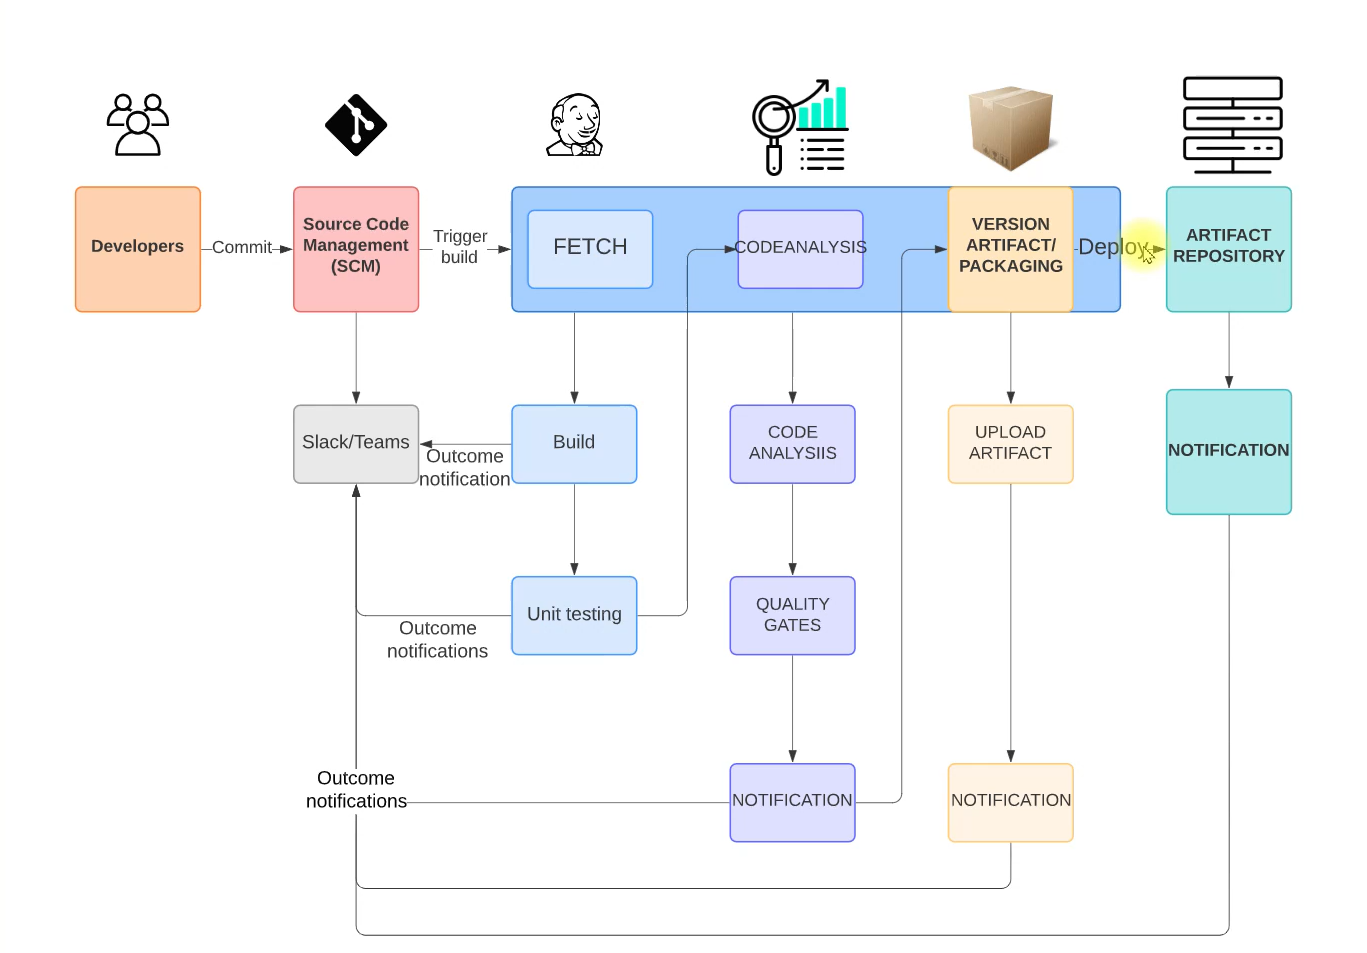 Developers
Commit
Source Code
Management
(SCM)
Trigger
build
FETCH
CODEANALYSIS
VERSION
ARTIFACT/
PACKAGING
Deploy
ARTIFACT
REPOSITORY
Slack/Teams
Outcome
notification
Build
CODE
ANALYSIIS
UPLOAD
ARTIFACT
NOTIFICATION
Outcome
notifications
Unit testing
QUALITY
GATES
Outcome
notifications
NOTIFICATION
NOTIFICATION